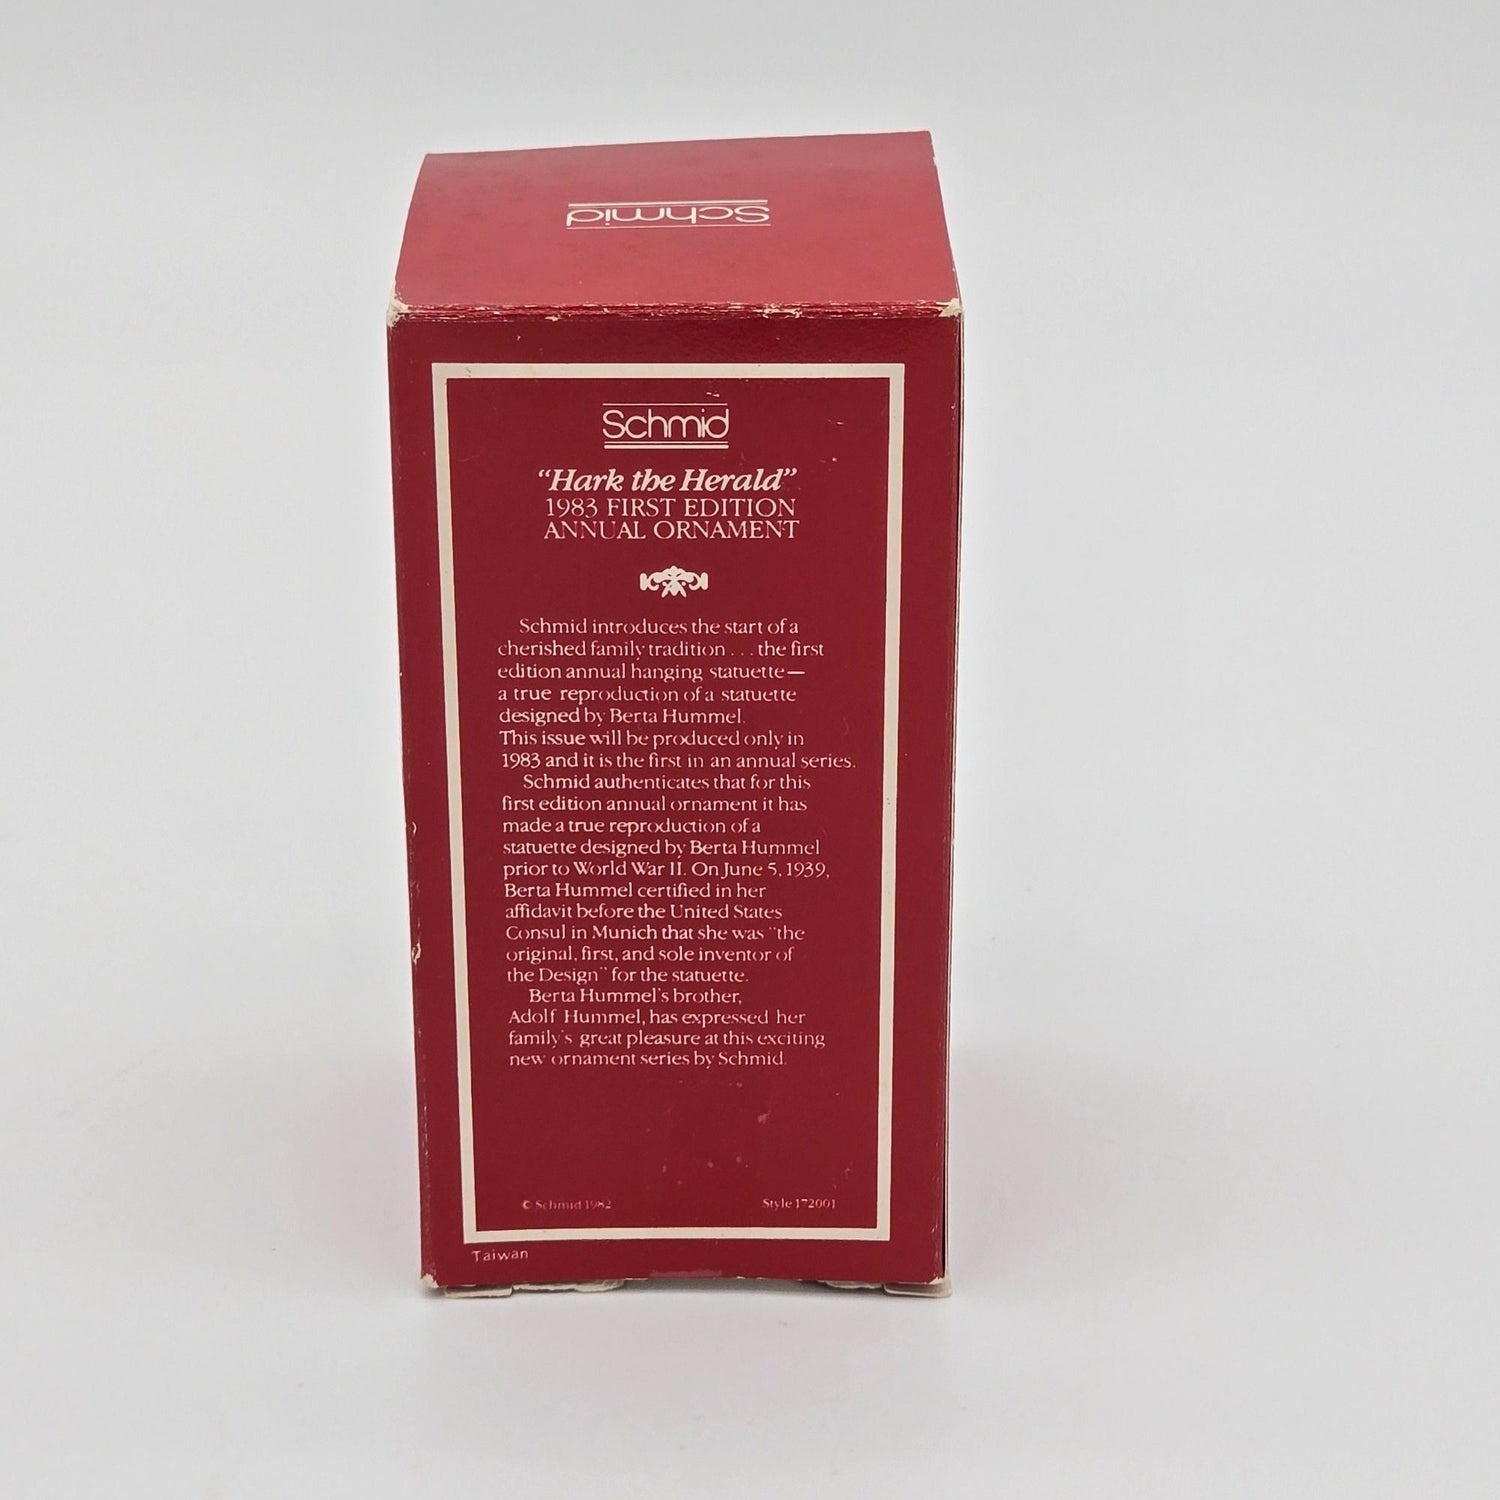 Schmid
Schmid
“Hark the Herald”
1983 FIRST EDITION
ANNUAL ORNAMENT
Schmid introduces the start of a
cherished family tradition . . . the first
edition annual hanging statuette—
a true reproduction of a statuette
designed by Berta Hummel.
This issue will be produced only in
1983 and it is the first in an annual series.
Schmid authenticates that for this
first edition annual ornament it has
made a true reproduction of a
statuette designed by Berta Hummel
prior to World War II. On June 5, 1939,
Berta Hummel certified in her
affidavit before the United States
Consul in Munich that she was “the
original, first, and sole inventor of
the Design” for the statuette.
Berta Hummel's brother,
Adolf Hummel, has expressed her
family's great pleasure at this exciting
new ornament series by Schmid.
© Schmid 1982 Style 172001
Taiwan